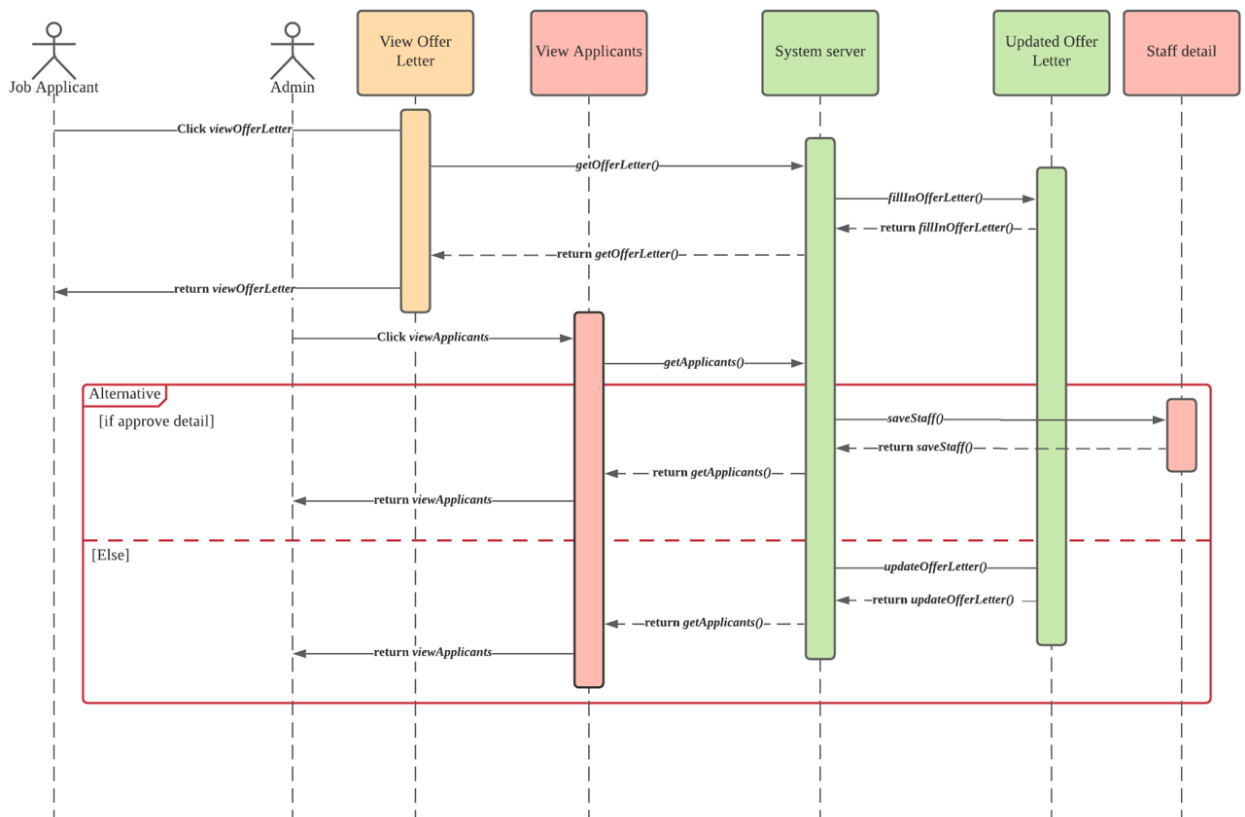 View Offer
Letter
View Applicants
System server
Updated Offer
Letter
Staff detail
Job Applicant
Admin
Click viewOfferLetter
getOfferLetter()
fillInOfferLetter()
return fillInOfferLetter()
return getOfferLetter()
return viewOfferLetter
Click viewApplicants
getApplicants()
Alternative
[if approve detail]
saveStaff()
return saveStaff()
return getApplicants()
return viewApplicants
[Else]
updateOfferLetter()
return updateOfferLetter()
return getApplicants()
return viewApplicants